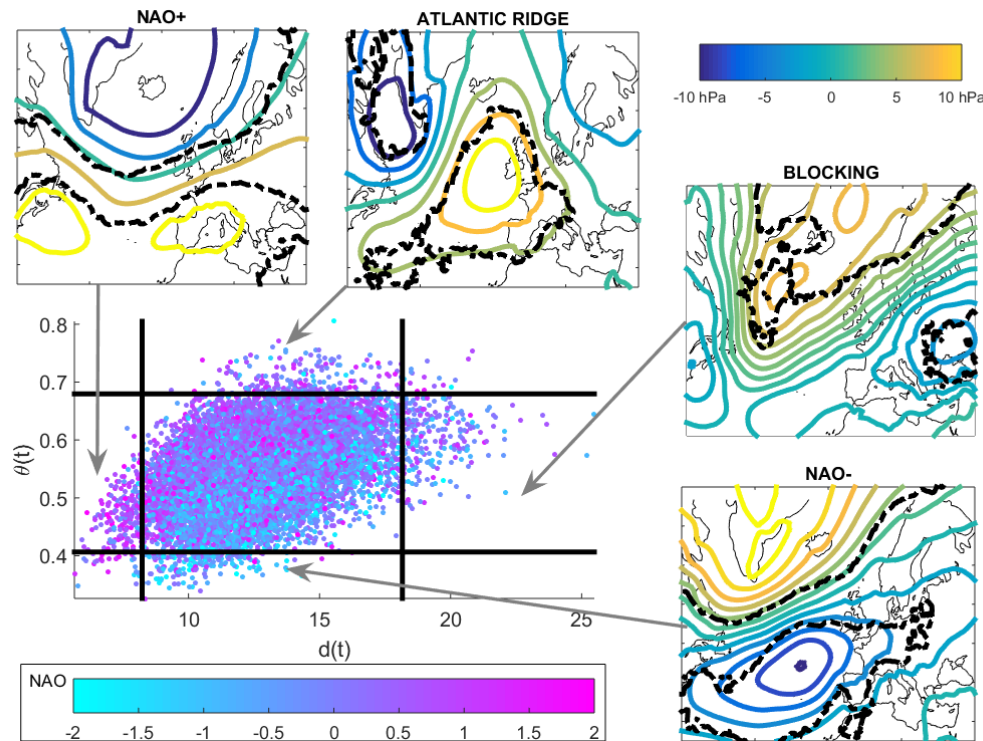 NAO+
ATLANTIC RIDGE
-10 hPa -5 0 5 10 hPa
BLOCKING
0.8
0.7
0.6
0.5
0.4
θ(t)
10 15 20 25
d(t)
NAO-
NAO
-2 -1.5 -1 -0.5 0 0.5 1 1.5 2